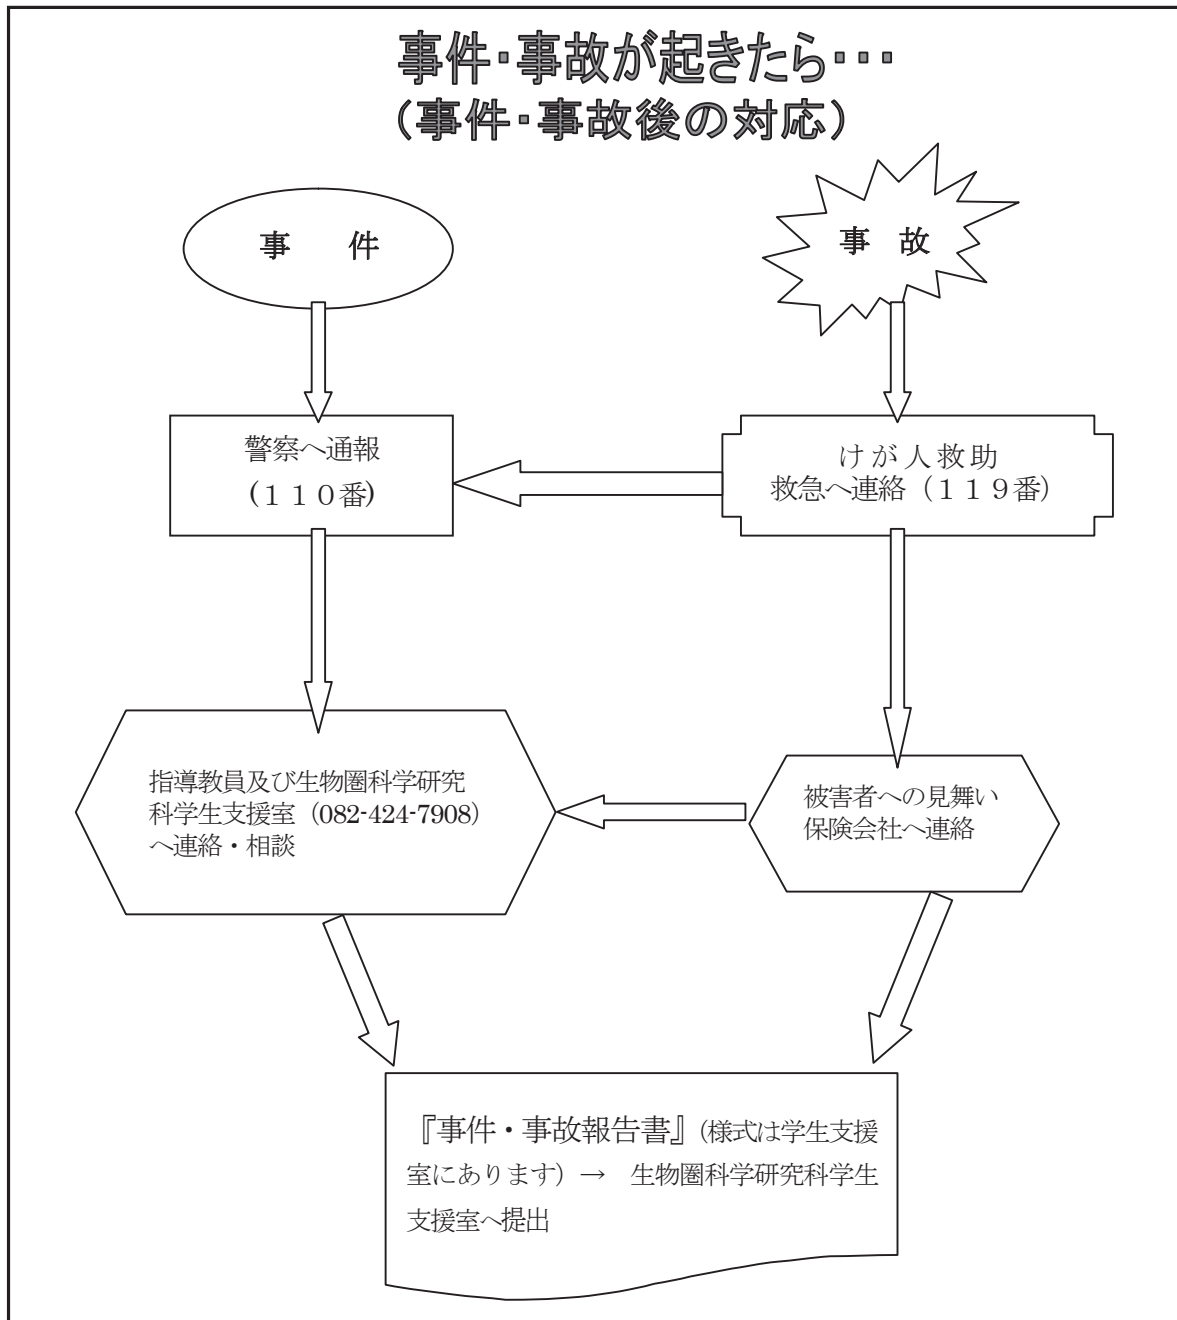 事件・事故が起きたら・・・
（事件・事故後の対応）
事　件
事　故
警察へ通報
（１１０番）
けが人救助
救急へ連絡（１１９番）
指導教員及び生物圏科学研究
科学生支援室（082-424-7908）
へ連絡・相談
被害者への見舞い
保険会社へ連絡
『事件・事故報告書』（様式は学生支援
室にあります）→　生物圏科学研究科学生
支援室へ提出